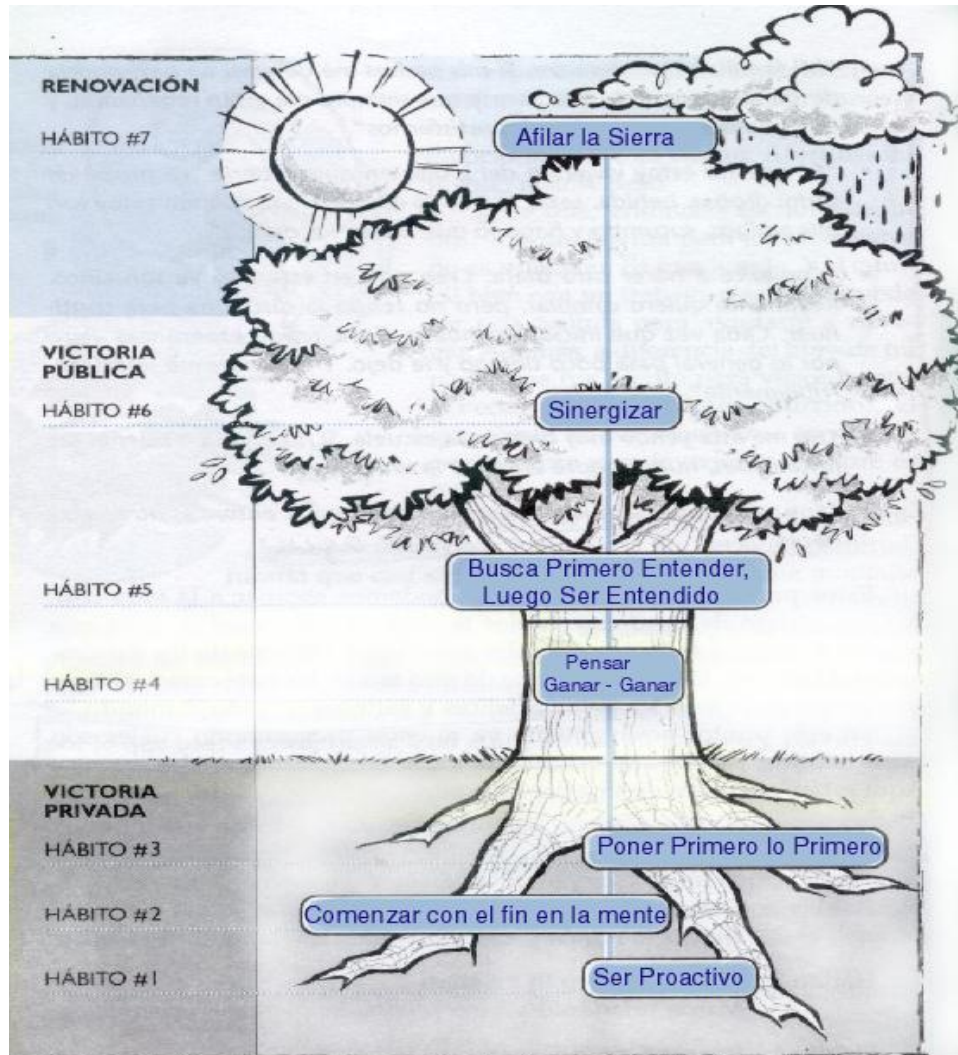 RENOVACIÓN
HÁBITO #7
Afilar la Sierra
VICTORIA
PÚBLICA
HÁBITO #6
Sinergizar
HÁBITO #5
Busca Primero Entender,
Luego Ser Entendido
HÁBITO #4
Pensar
Ganar - Ganar
VICTORIA
PRIVADA
HÁBITO #3
Poner Primero lo Primero
HÁBITO #2
Comenzar con el fin en la mente
HÁBITO #1
Ser Proactivo